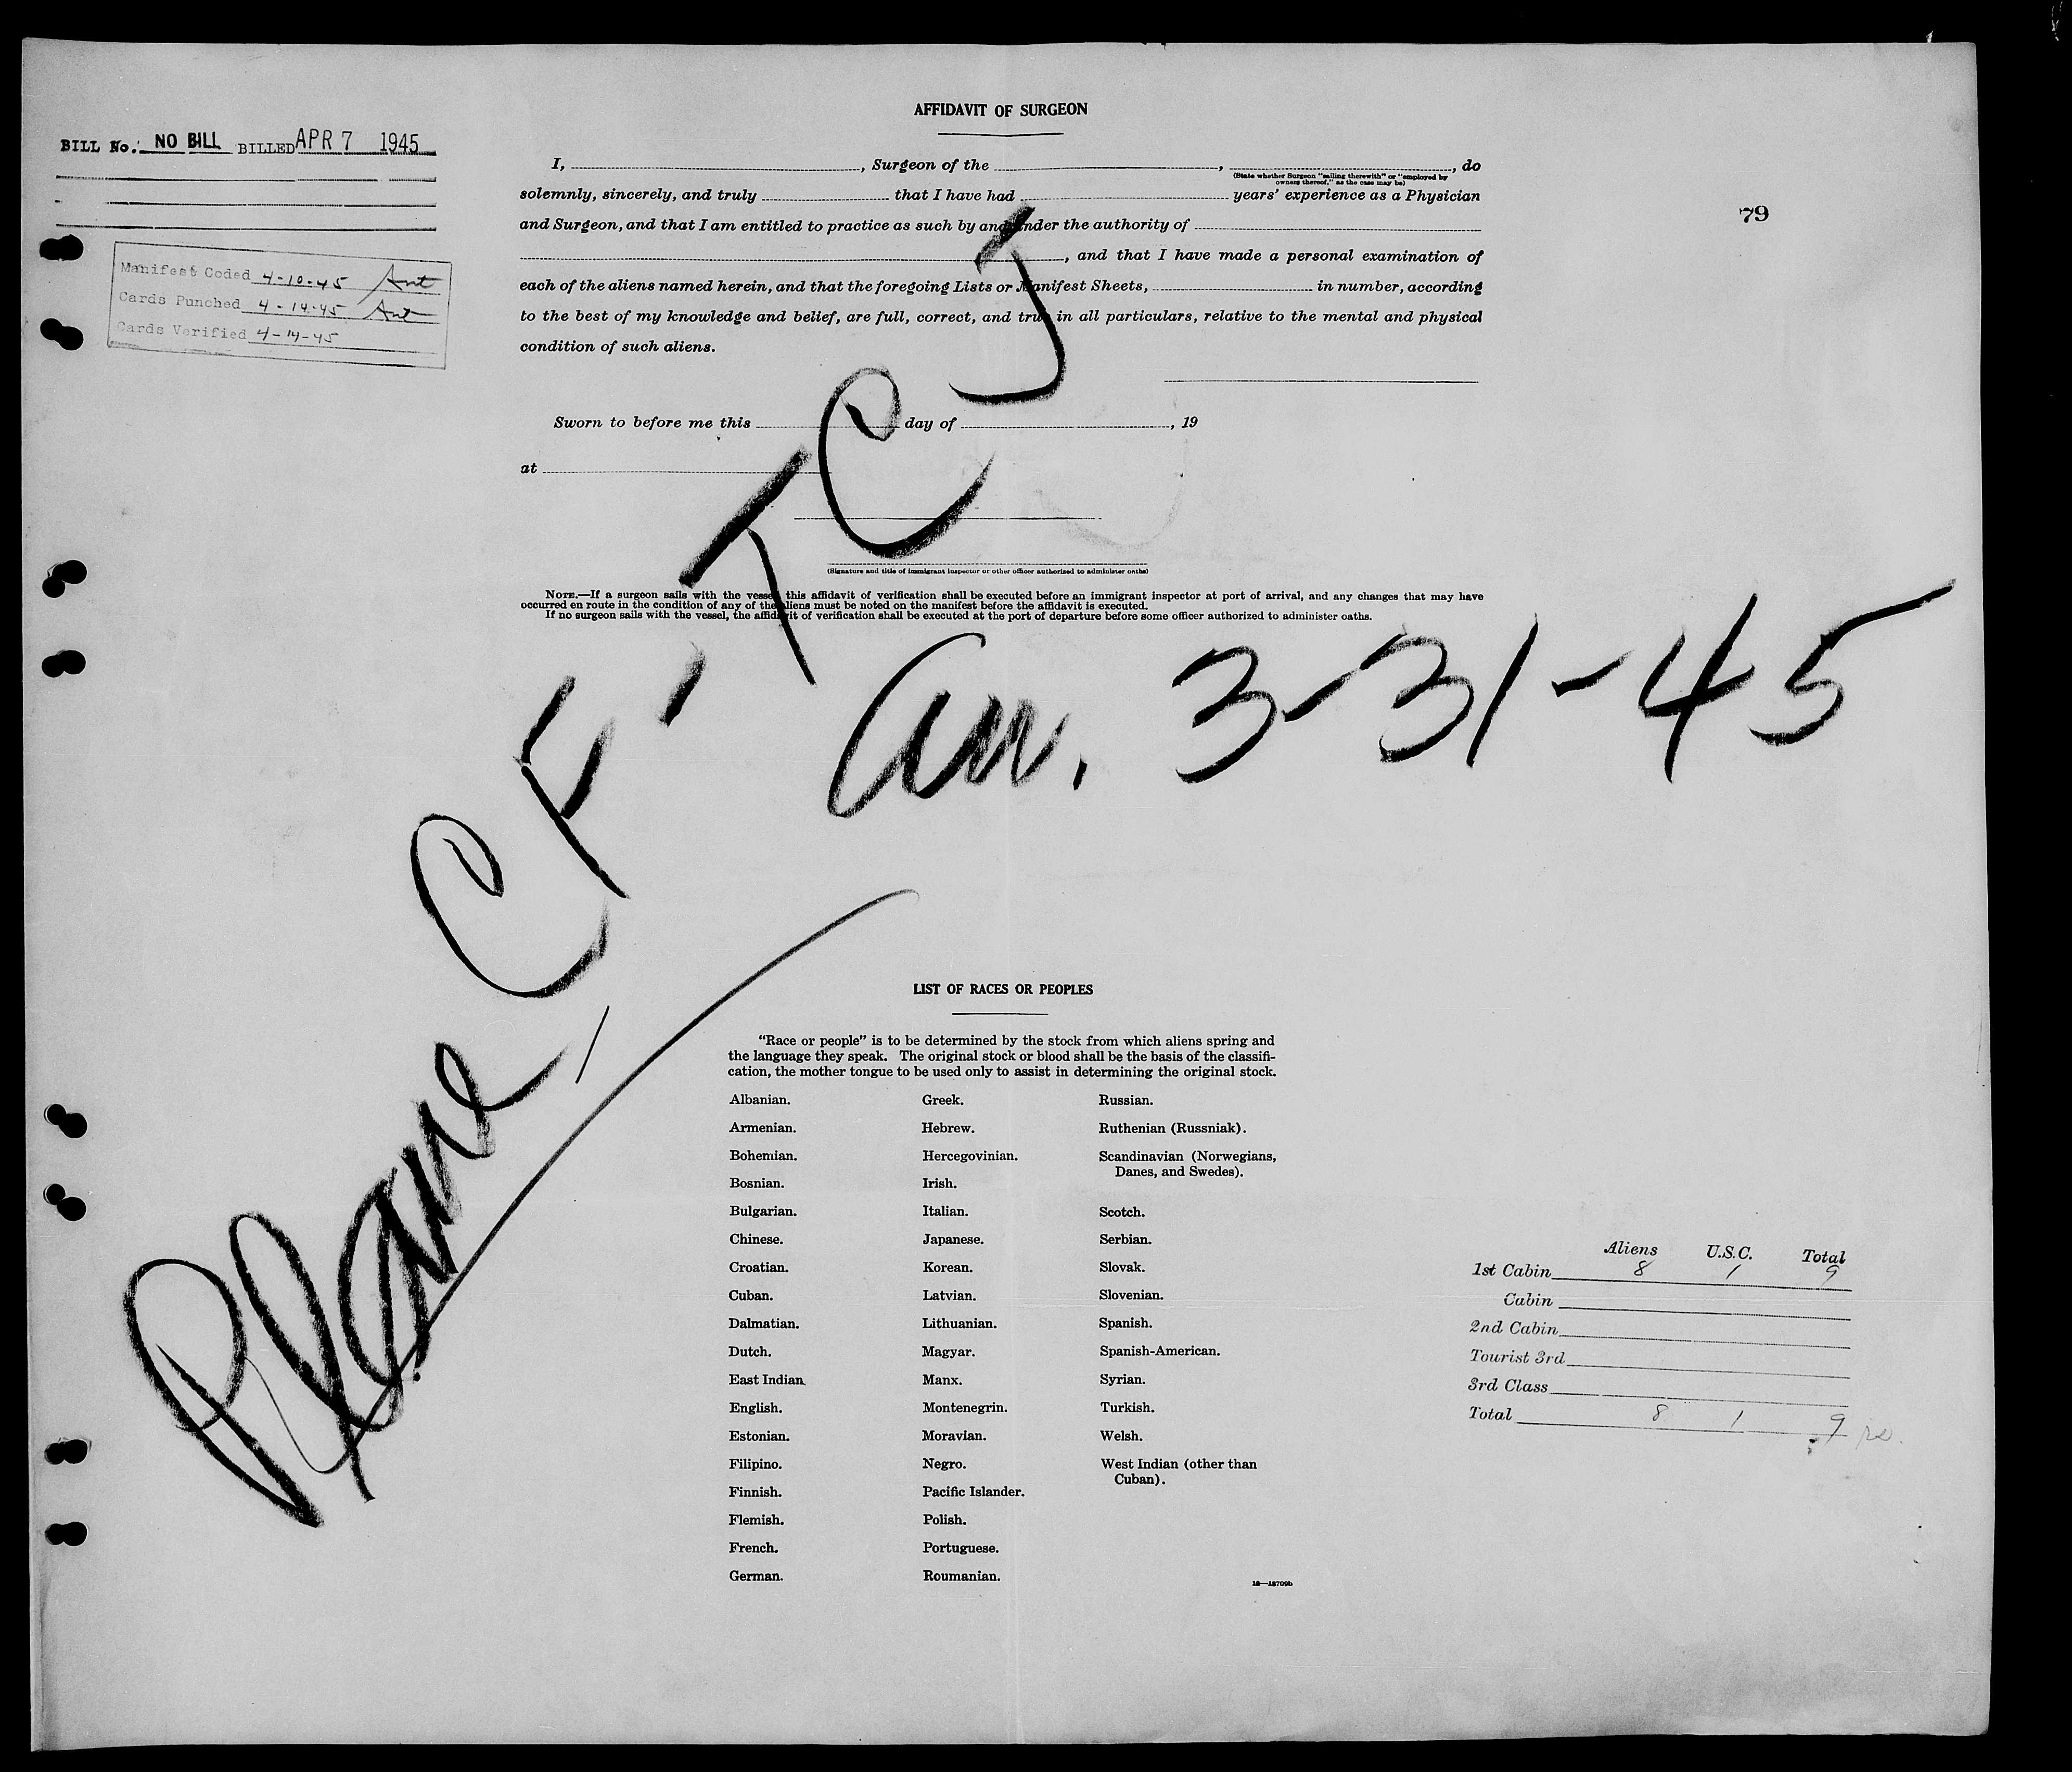 AFFIDAVIT OF SURGEON
BILL No. NO BILL BILLED APR 7 1945
I, , Surgeon of the , , do
(State whether Surgeon "sailing therewith" or "employed by
owners thereof," as the case may be)
solemnly, sincerely, and truly that I have had years' experience as a Physician
and Surgeon, and that I am entitled to practice as such by and under the authority of
79
, and that I have made a personal examination of
each of the aliens named herein, and that the foregoing Lists or Manifest Sheets, in number, according
to the best of my knowledge and belief, are full, correct, and true in all particulars, relative to the mental and physical
condition of such aliens.
Manifest Coded 4-10-45
Cards Punched 4-14-45
Cards Verified 4-14-45
Sworn to before me this day of , 19
at
(Signature and title of immigrant inspector or other officer authorized to administer oaths)
NOTE.—If a surgeon sails with the vessel this affidavit of verification shall be executed before an immigrant inspector at port of arrival, and any changes that may have
occurred en route in the condition of any of the aliens must be noted on the manifest before the affidavit is executed.
If no surgeon sails with the vessel, the affidavit of verification shall be executed at the port of departure before some officer authorized to administer oaths.
Plane CF-TCJ
arr. 3-31-45
LIST OF RACES OR PEOPLES
"Race or people" is to be determined by the stock from which aliens spring and
the language they speak. The original stock or blood shall be the basis of the classifi-
cation, the mother tongue to be used only to assist in determining the original stock.
Albanian.
Armenian.
Bohemian.
Bosnian.
Bulgarian.
Chinese.
Croatian.
Cuban.
Dalmatian.
Dutch.
East Indian.
English.
Estonian.
Filipino.
Finnish.
Flemish.
French.
German.
Greek.
Hebrew.
Hercegovinian.
Irish.
Italian.
Japanese.
Korean.
Latvian.
Lithuanian.
Magyar.
Manx.
Montenegrin.
Moravian.
Negro.
Pacific Islander.
Polish.
Portuguese.
Roumanian.
Russian.
Ruthenian (Russniak).
Scandinavian (Norwegians,
Danes, and Swedes).
Scotch.
Serbian.
Slovak.
Slovenian.
Spanish.
Spanish-American.
Syrian.
Turkish.
Welsh.
West Indian (other than
Cuban).
16—18700b
Aliens U.S.C. Total
1st Cabin 8 1 9
Cabin
2nd Cabin
Tourist 3rd
3rd Class
Total 8 1 9